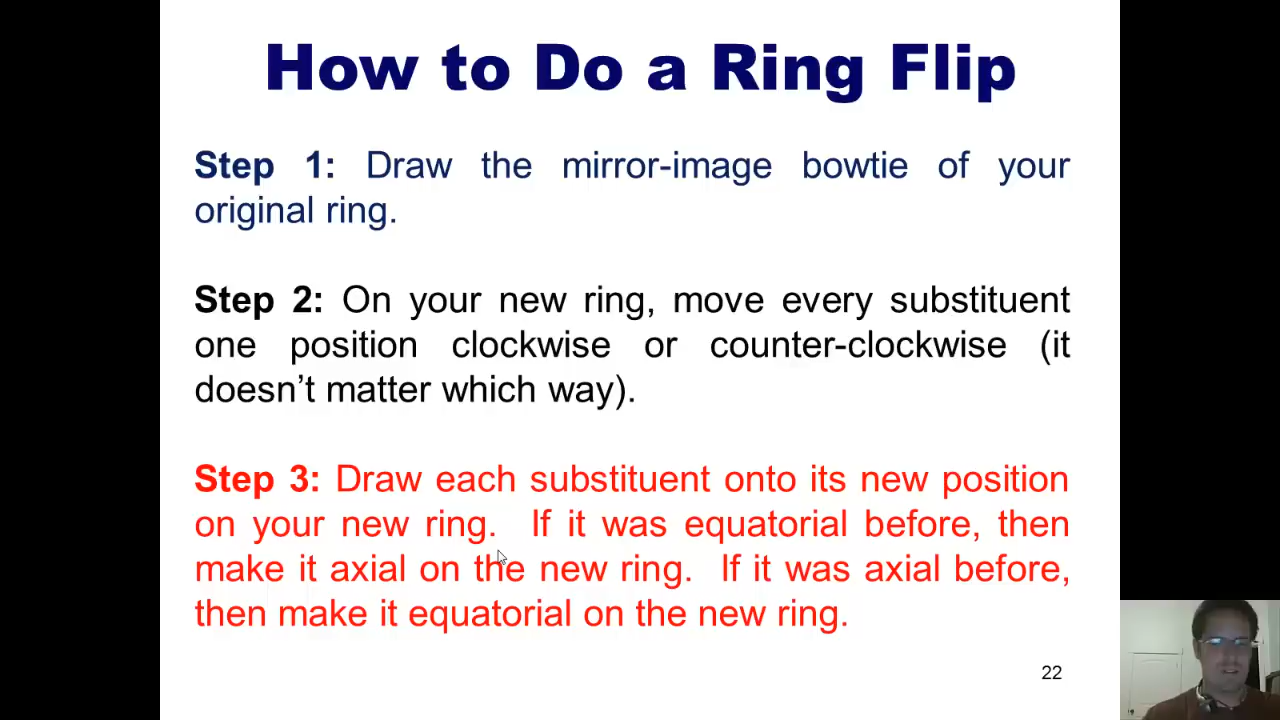 How to Do a Ring Flip
Step 1: Draw the mirror-image bowtie of your
original ring.
Step 2: On your new ring, move every substituent
one position clockwise or counter-clockwise (it
doesn’t matter which way).
Step 3: Draw each substituent onto its new position
on your new ring. If it was equatorial before, then
make it axial on the new ring. If it was axial before,
then make it equatorial on the new ring.
22